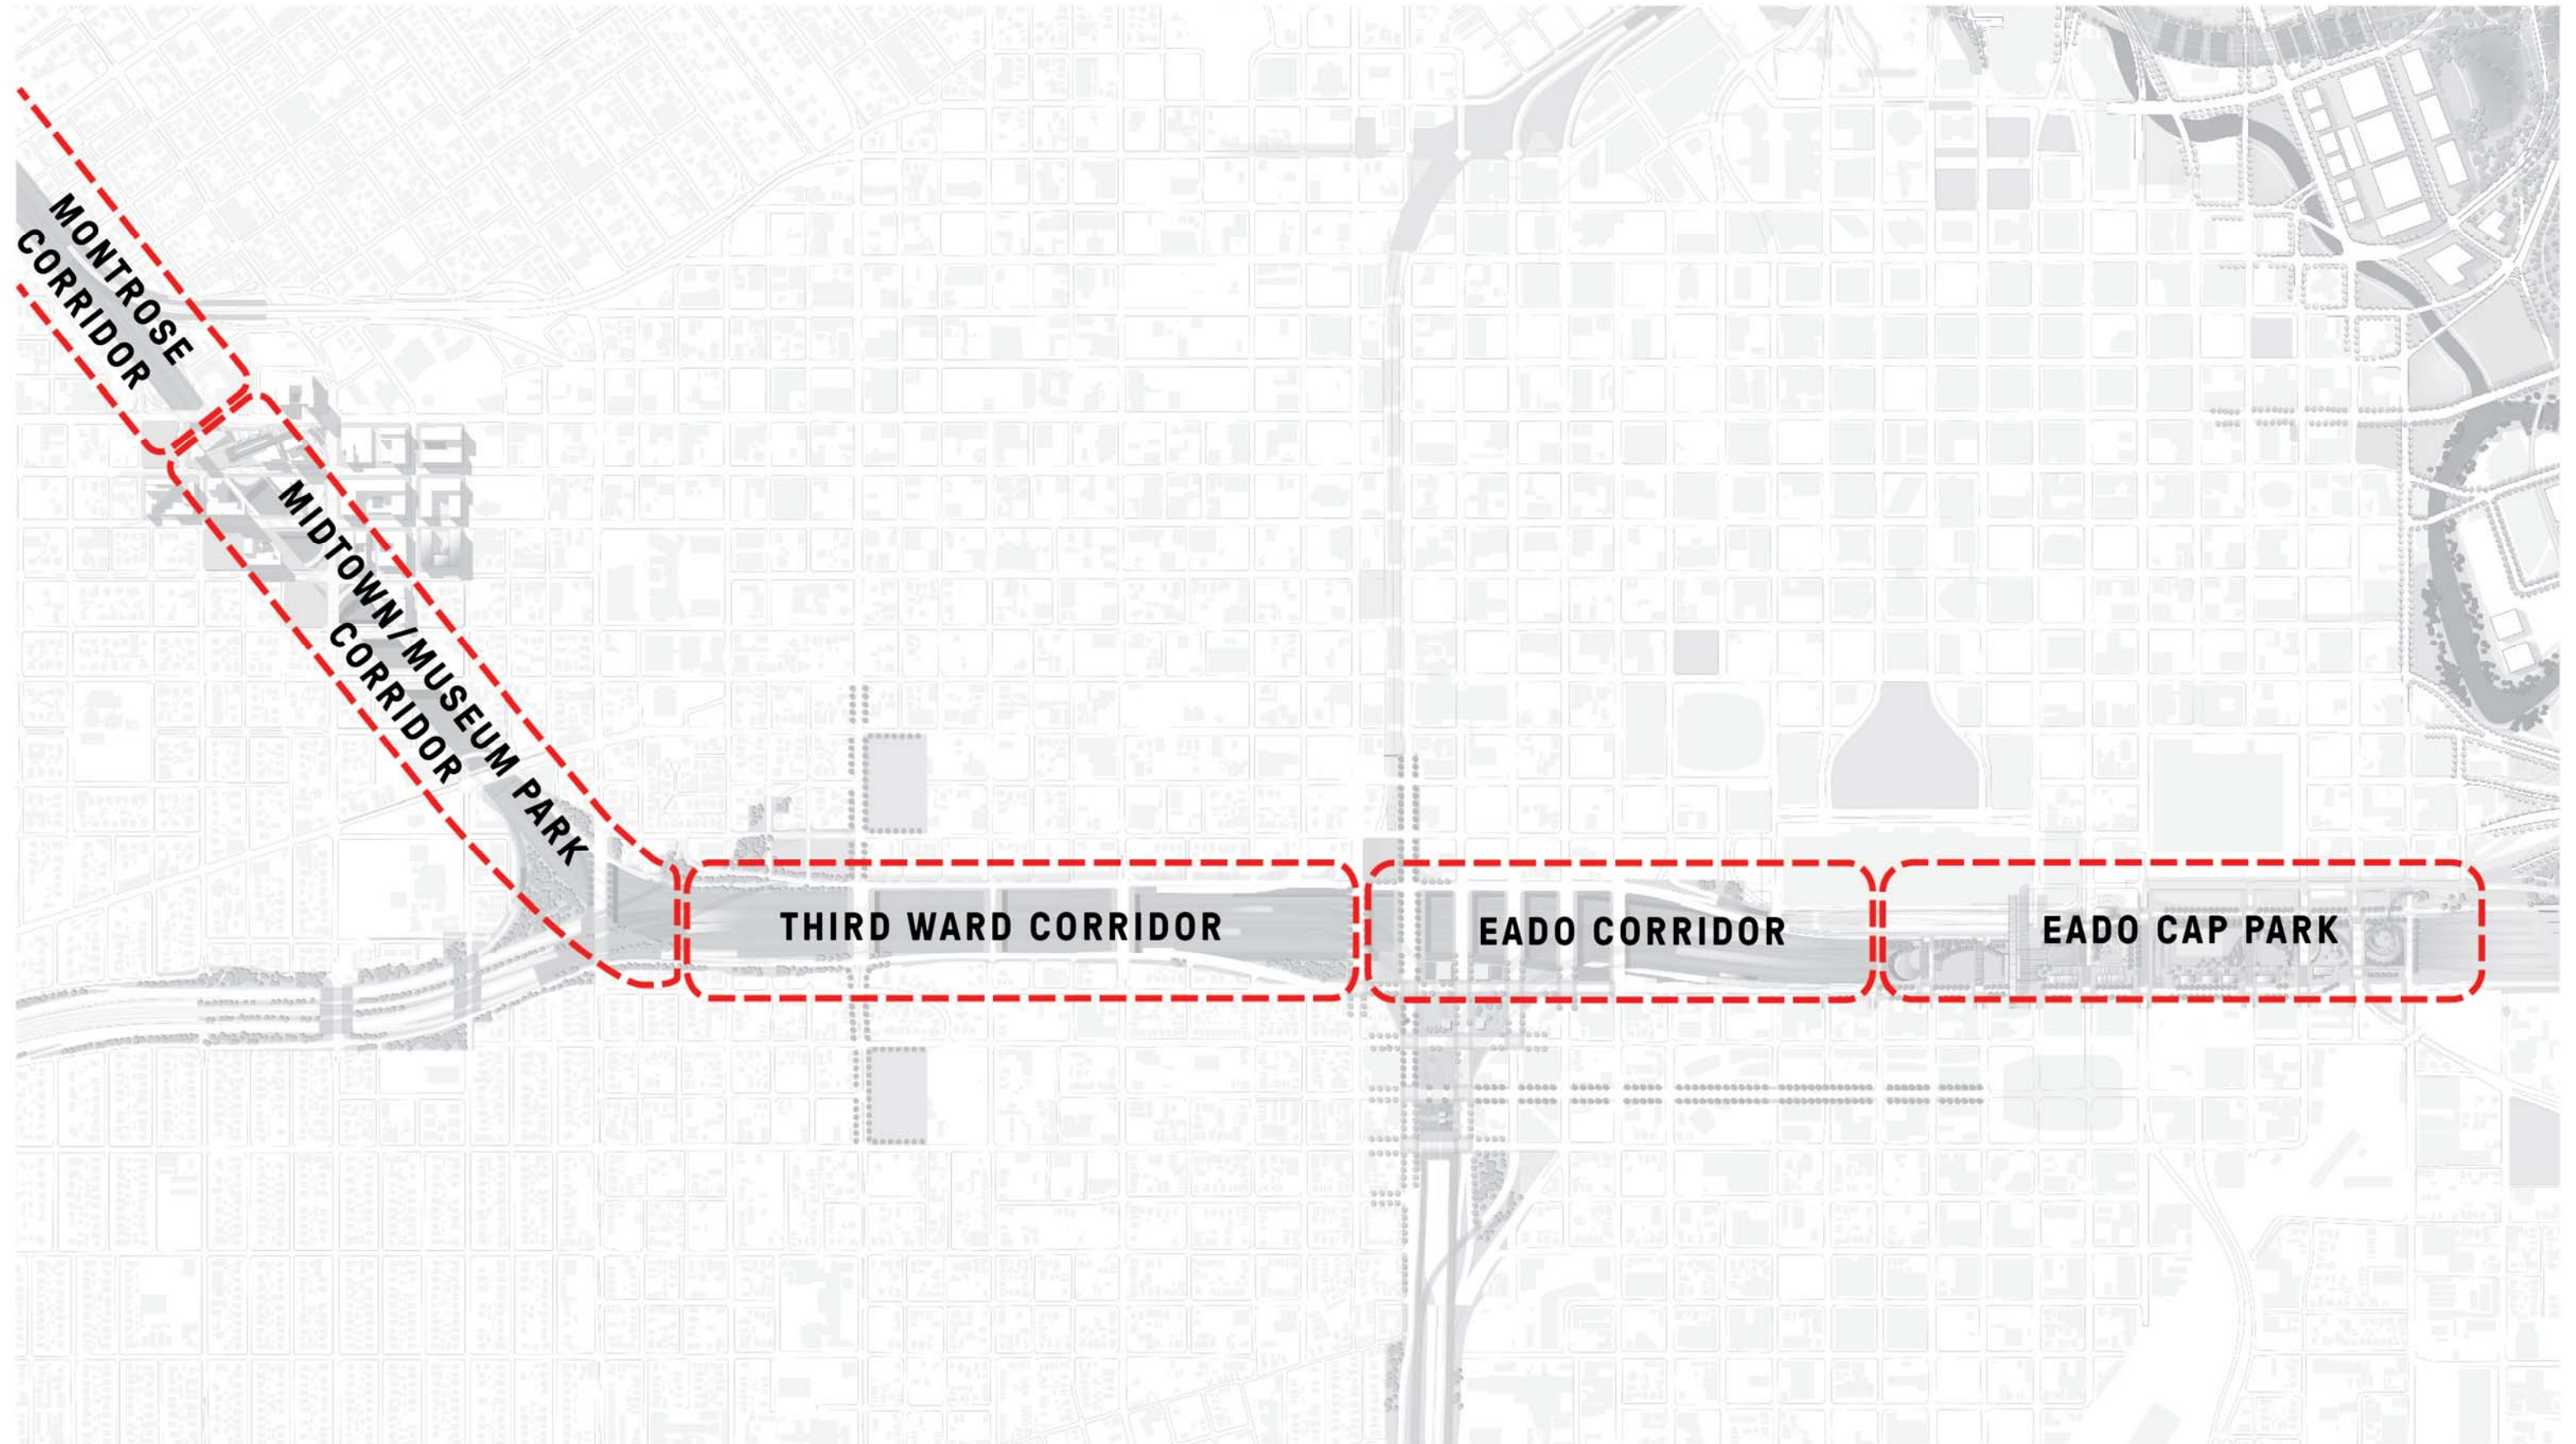 MONTROSE
CORRIDOR
MIDTOWN/MUSEUM PARK
CORRIDOR
THIRD WARD CORRIDOR
EADO CORRIDOR
EADO CAP PARK